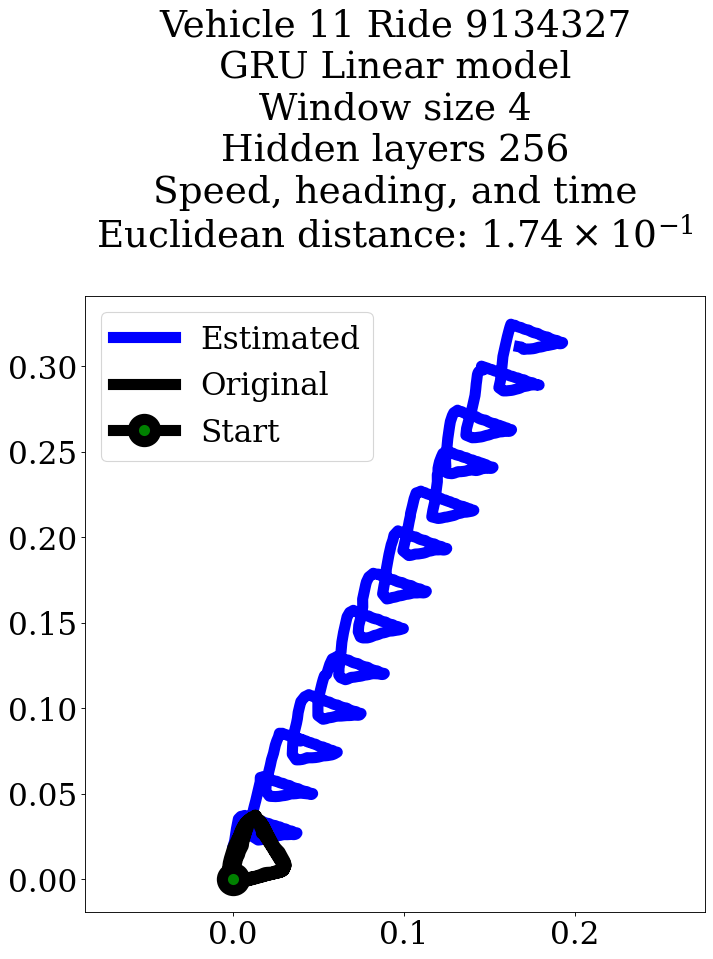 Vehicle 11 Ride 9134327
GRU Linear model
Window size 4
Hidden layers 256
Speed, heading, and time
Euclidean distance: 1.74 × 10⁻¹
Estimated
Original
Start
0.30
0.25
0.20
0.15
0.10
0.05
0.00
0.0 0.1 0.2